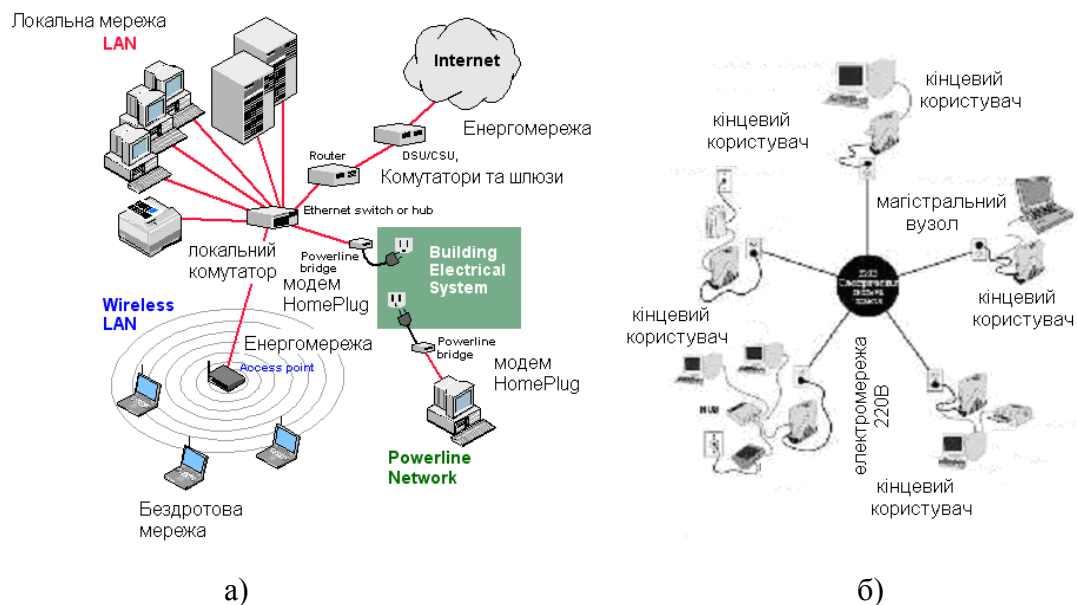 Локальна мережа
LAN
Internet
Енергомережа
Router
DSU/CSU,
Комутатори та шлюзи
Ethernet switch or hub
локальний
комутатор
Powerline
bridge
модем
HomePlug
Building
Electrical
System
Wireless
LAN
Енергомережа
Access point
Powerline
bridge
модем
HomePlug
Powerline
Network
Бездротова
мережа
а)
кінцевий
користувач
кінцевий
користувач
магістральний
вузол
кінцевий
користувач
кінцевий
користувач
HUB
електромережа
220В
кінцевий
користувач
б)